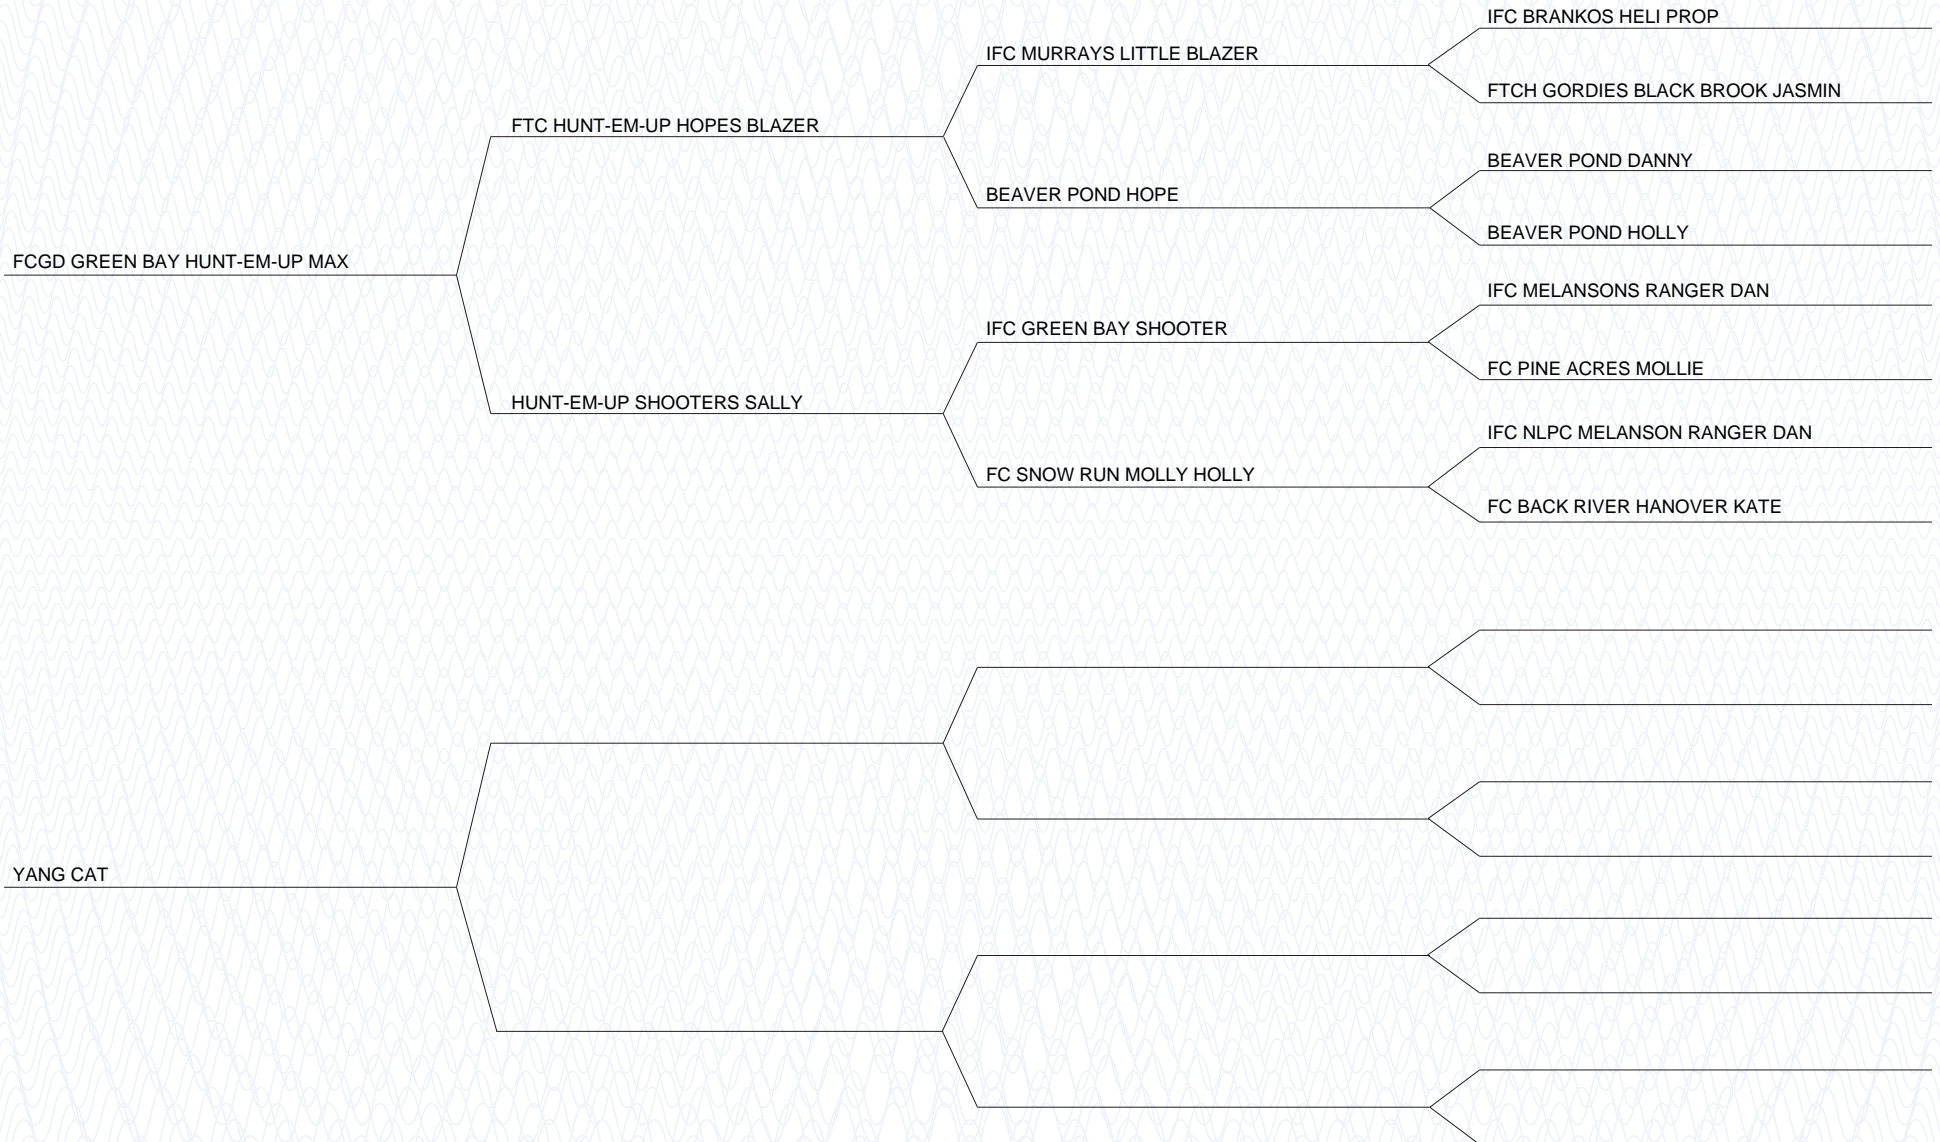 IFC BRANKOS HELI PROP
IFC MURRAYS LITTLE BLAZER
FTCH GORDIES BLACK BROOK JASMIN
FTC HUNT-EM-UP HOPES BLAZER
BEAVER POND DANNY
BEAVER POND HOPE
BEAVER POND HOLLY
FCGD GREEN BAY HUNT-EM-UP MAX
IFC MELANSONS RANGER DAN
IFC GREEN BAY SHOOTER
FC PINE ACRES MOLLIE
HUNT-EM-UP SHOOTERS SALLY
IFC NLPC MELANSON RANGER DAN
FC SNOW RUN MOLLY HOLLY
FC BACK RIVER HANOVER KATE
YANG CAT